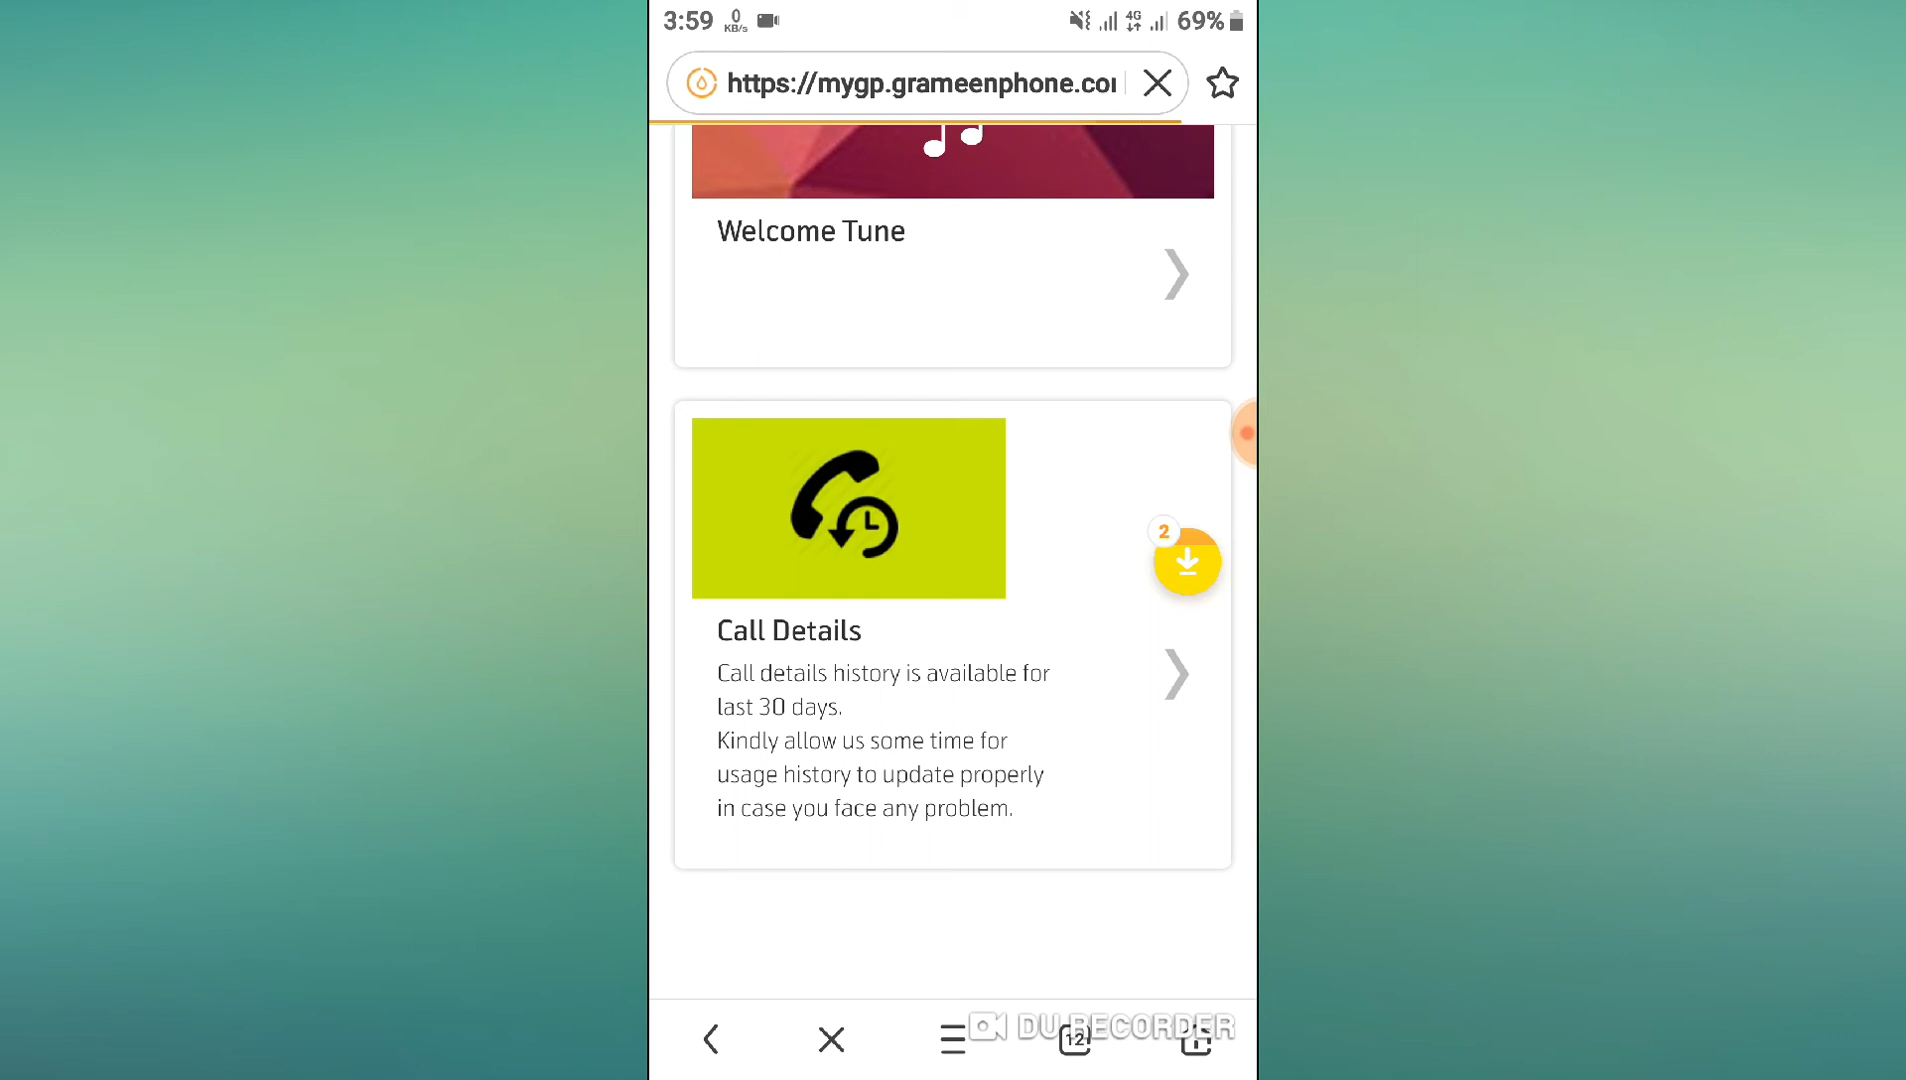 3:59 0 KB/s 4G 69%
https://mygp.grameenphone.co
Welcome Tune
2
Call Details
Call details history is available for
last 30 days.
Kindly allow us some time for
usage history to update properly
in case you face any problem.
DU RECORDER
12